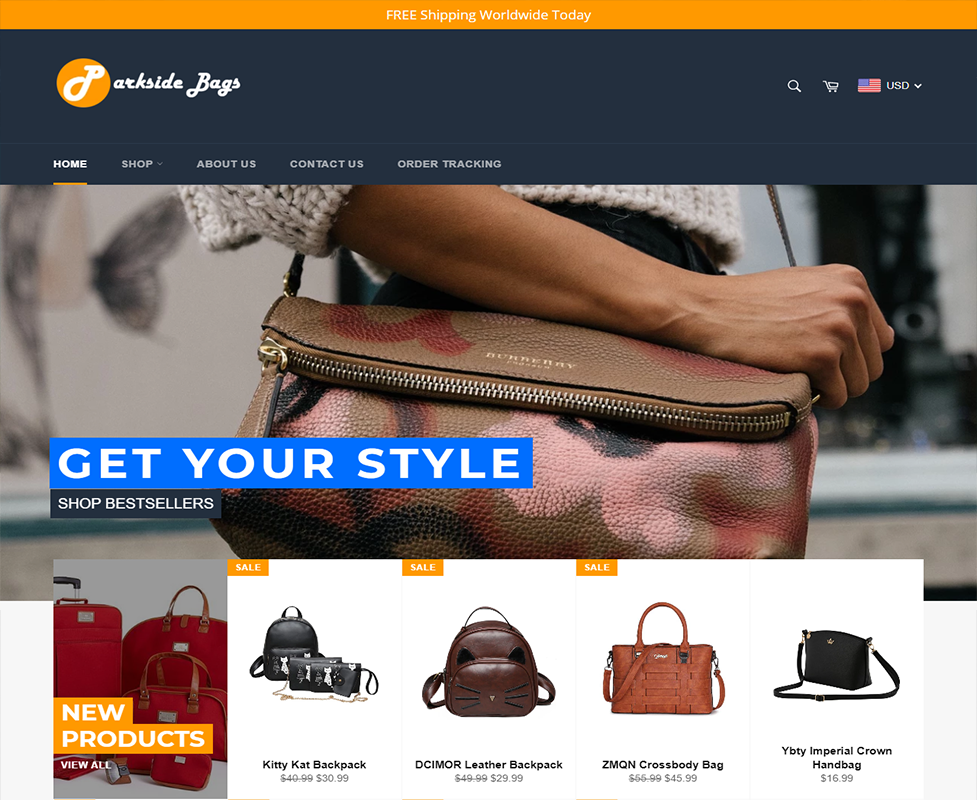 FREE Shipping Worldwide Today
Parkside Bags
USD
HOME SHOP ABOUT US CONTACT US ORDER TRACKING
BURBERRY
GET YOUR STYLE
SHOP BESTSELLERS
SALE SALE SALE
NEW
PRODUCTS
VIEW ALL
Kitty Kat Backpack
$40.99 $30.99
DCIMOR Leather Backpack
$49.99 $29.99
ZMQN Crossbody Bag
$55.99 $45.99
Ybty Imperial Crown
Handbag
$16.99